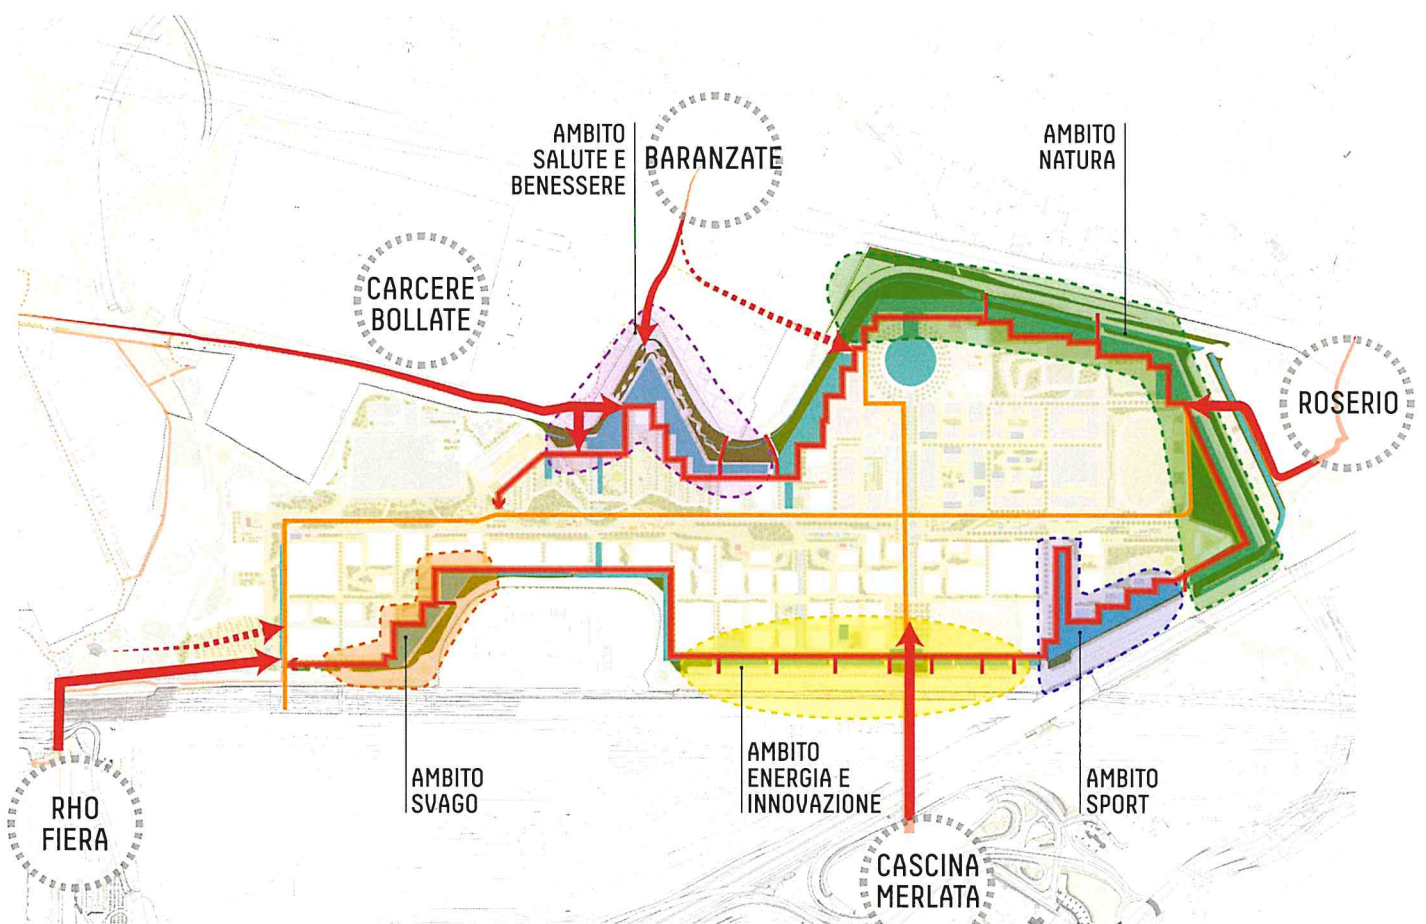 AMBITO
SALUTE E
BENESSERE
BARANZATE
AMBITO
NATURA
CARCERE
BOLLATE
ROSERIO
AMBITO
SVAGO
AMBITO
ENERGIA E
INNOVAZIONE
AMBITO
SPORT
RHO
FIERA
CASCINA
MERLATA